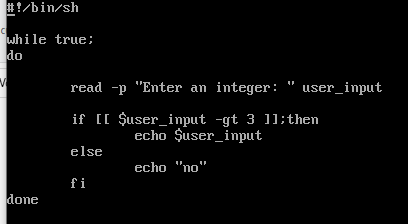 #!/bin/sh
while true;
do
read -p "Enter an integer: " user_input
if [[ $user_input -gt 3 ]];then
echo $user_input
else
echo "no"
fi
done